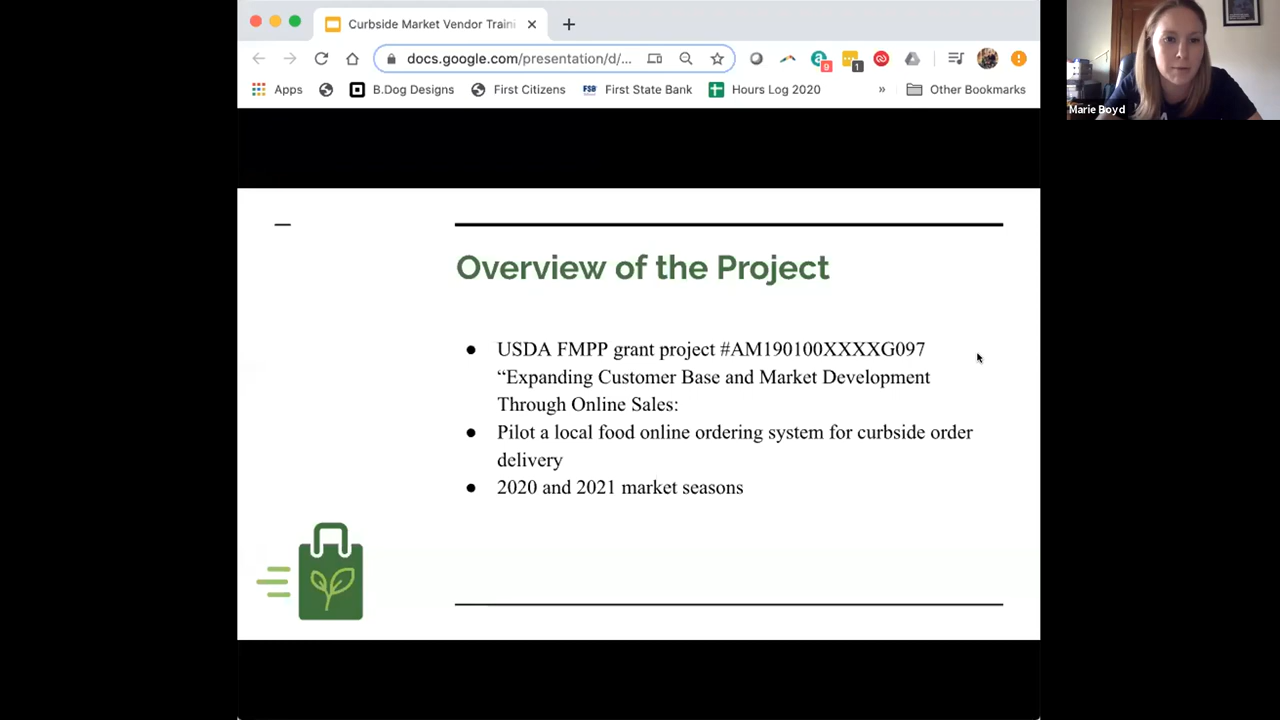 Curbside Market Vendor Traini
docs.google.com/presentation/d/...
9
1
Apps
B.Dog Designs
First Citizens
FSB
First State Bank
Hours Log 2020
»
Other Bookmarks
Marie Boyd
Overview of the Project
● USDA FMPP grant project #AM190100XXXXG097
“Expanding Customer Base and Market Development
Through Online Sales:
● Pilot a local food online ordering system for curbside order
delivery
● 2020 and 2021 market seasons